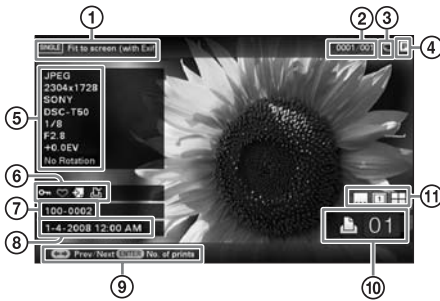 ① ② ③ ④
SINGLE Fit to screen (with Exif 0001/001
⑤
JPEG
2304x1728
SONY
DSC-T50
1/8
F2.8
+0.0EV
No Rotation
⑥
⑦ 100-0002
⑧ 1-4-2008 12:00 AM
01
⑪
Prev/Next ENTER No. of prints
⑨ ⑩